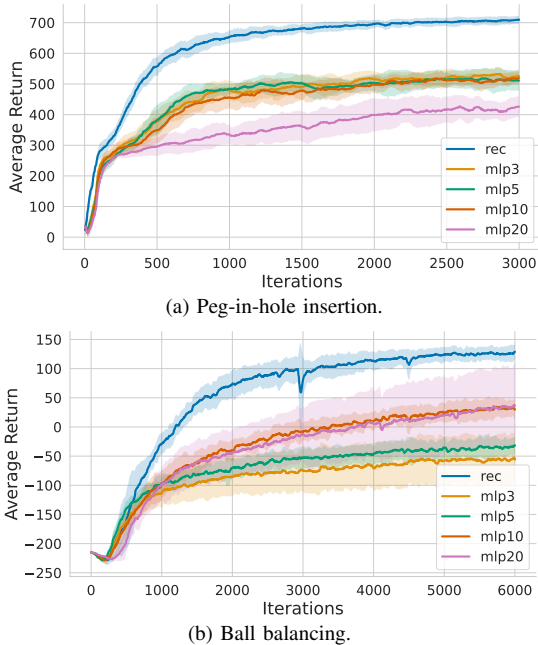 700
600
500
400
300
200
100
0
Average Return
rec
mlp3
mlp5
mlp10
mlp20
0 500 1000 1500 2000 2500 3000
Iterations
(a) Peg-in-hole insertion.
150
100
50
0
−50
−100
−150
−200
−250
Average Return
rec
mlp3
mlp5
mlp10
mlp20
0 1000 2000 3000 4000 5000 6000
Iterations
(b) Ball balancing.